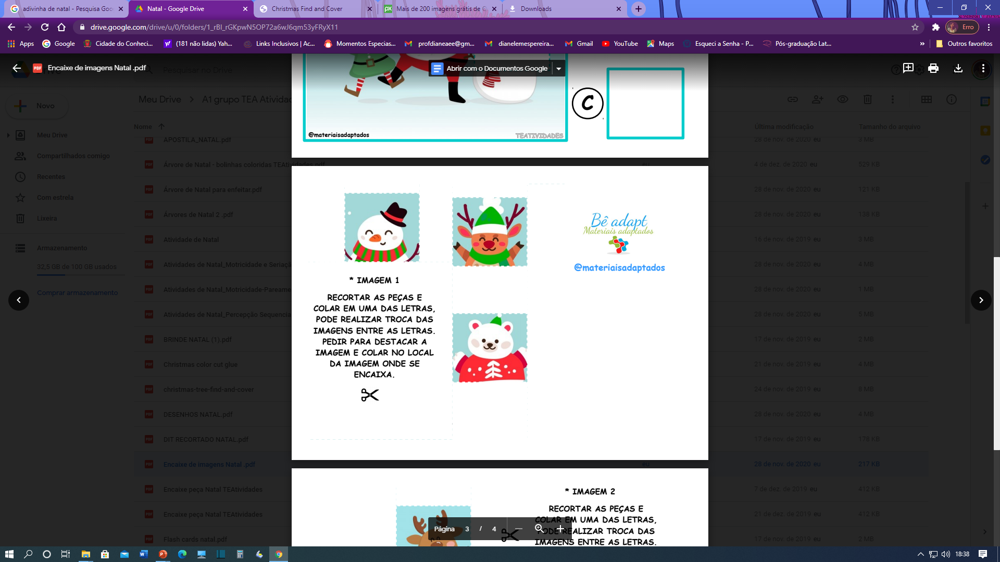 adivinha de natal - Pesquisa Goo
Natal - Google Drive
Christmas Find and Cover
Mais de 200 imagens grátis de C
Downloads
drive.google.com/drive/u/0/folders/1_rBI_rGKpwN5OP72a6wJ6qm53yFRyX11
Erro
Apps
Google
Cidade do Conheci...
(181 não lidas) Yah...
Links Inclusivos | Ac...
Momentos Especias...
profdianeaee@gm...
dianelemespereira...
Gmail
YouTube
Maps
Esqueci a Senha - P...
Pós-graduação Lat...
»
Outros favoritos
PDF
Encaixe de imagens Natal .pdf
Pesquisar no Drive
Abrir com o Documentos Google
Novo
Meu Drive > A1 grupo TEA Atividad
Nome
Última modificação
Tamanho do arquivo
Meu Drive
Compartilhados comigo
Recentes
Com estrela
Lixeira
Armazenamento
32,5 GB de 100 GB usados
Comprar armazenamento
APOSTILA_NATAL.pdf
28 de nov. de 2020 eu
3 MB
Árvore de Natal - bolinhas coloridas TEAtividades.pdf
eu
4 de dez. de 2020 eu
529 KB
Árvore de Natal para enfeitar.pdf
28 de nov. de 2020 eu
121 KB
Árvores de Natal 2 .pdf
28 de nov. de 2020 eu
138 KB
Atividade de Natal
16 de nov. de 2019 eu
3 MB
Atividades de Natal_Motricidade e Seriaçã
28 de nov. de 2020 eu
4 MB
Atividades de Natal_Motricidade-Pareame
28 de nov. de 2020 eu
1 MB
Atividades de Natal_Percepção Sequencia
28 de nov. de 2020 eu
5 MB
BRINDE NATAL (1).pdf
17 de nov. de 2019 eu
2 MB
Christmas color cut glue
21 de nov. de 2019 eu
4 MB
christmas-tree-find-and-cover
24 de nov. de 2019 eu
8 MB
DESENHOS NATAL.pdf
28 de nov. de 2020 eu
4 MB
DIT RECORTADO NATAL.pdf
17 de nov. de 2019 eu
178 KB
Encaixe de imagens Natal .pdf
eu
28 de nov. de 2020 eu
217 KB
Encaixe peça Natal TEAtividades
7 de dez. de 2019 eu
412 KB
Encaixe peça Natal TEAtividades
21 de dez. de 2019 eu
412 KB
Flash cards natal.pdf
17 de nov. de 2019 eu
2 MB
@materiaisadaptados
TEATIVIDADES
C
Bê adapt
Materiais adaptados
@materiaisadaptados
* IMAGEM 1
RECORTAR AS PEÇAS E
COLAR EM UMA DAS LETRAS,
PODE REALIZAR TROCA DAS
IMAGENS ENTRE AS LETRAS.
PEDIR PARA DESTACAR A
IMAGEM E COLAR NO LOCAL
DA IMAGEM ONDE SE
ENCAIXA.
* IMAGEM 2
RECORTAR AS PEÇAS E
COLAR EM UMA DAS LETRAS,
PODE REALIZAR TROCA DAS
IMAGENS ENTRE AS LETRAS.
Página 3 / 4
18:38